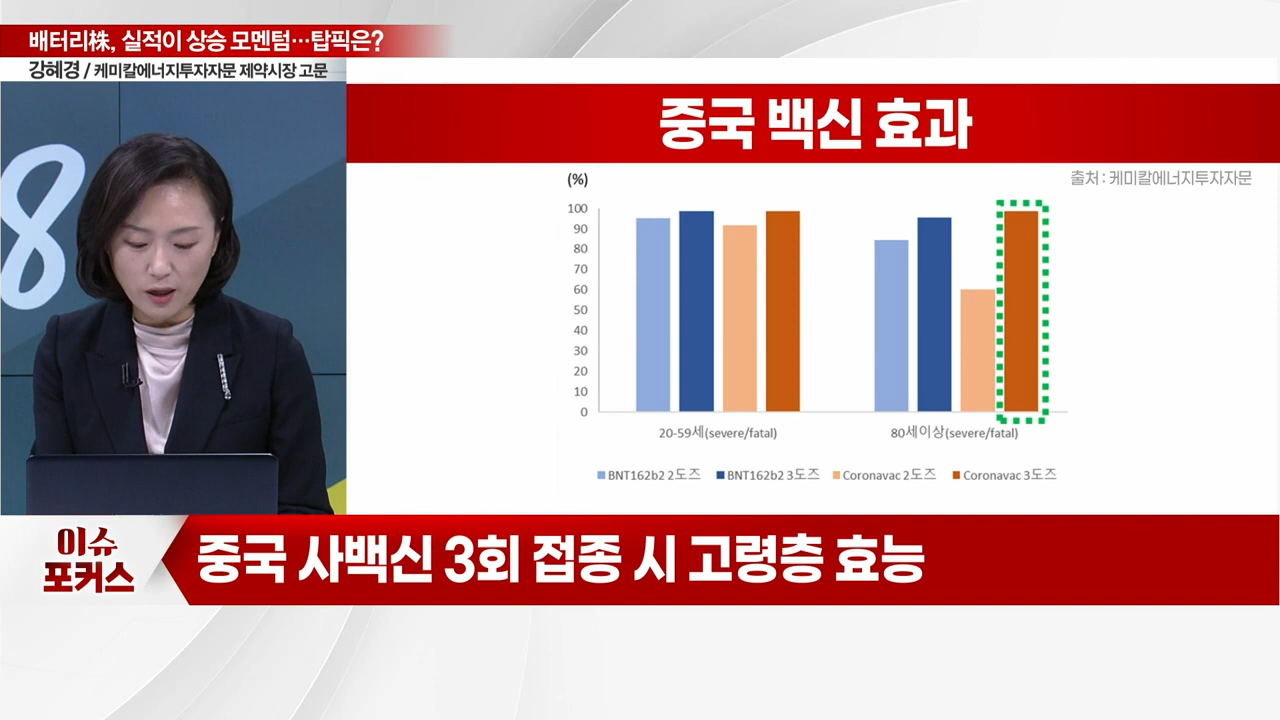 배터리株, 실적이 상승 모멘텀…탑픽은?
강혜경 / 케미칼에너지투자자문 제약시장 고문
8
중국 백신 효과
(%)
출처 : 케미칼에너지투자자문
100
90
80
70
60
50
40
30
20
10
0
20-59세(severe/fatal)
80세이상(severe/fatal)
BNT162b2 2도즈
BNT162b2 3도즈
Coronavac 2도즈
Coronavac 3도즈
이슈
포커스
중국 사백신 3회 접종 시 고령층 효능